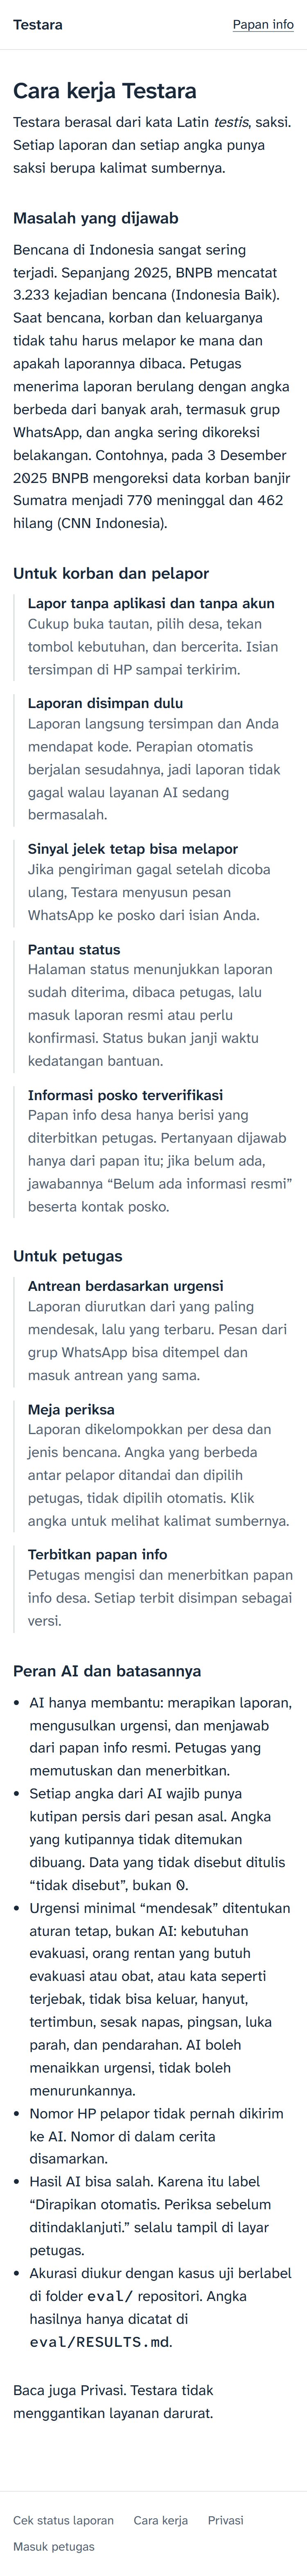 Testara
Papan info
Cara kerja Testara
Testara berasal dari kata Latin testis, saksi.
Setiap laporan dan setiap angka punya
saksi berupa kalimat sumbernya.
Masalah yang dijawab
Bencana di Indonesia sangat sering
terjadi. Sepanjang 2025, BNPB mencatat
3.233 kejadian bencana (Indonesia Baik).
Saat bencana, korban dan keluarganya
tidak tahu harus melapor ke mana dan
apakah laporannya dibaca. Petugas
menerima laporan berulang dengan angka
berbeda dari banyak arah, termasuk grup
WhatsApp, dan angka sering dikoreksi
belakangan. Contohnya, pada 3 Desember
2025 BNPB mengoreksi data korban banjir
Sumatra menjadi 770 meninggal dan 462
hilang (CNN Indonesia).
Untuk korban dan pelapor
Lapor tanpa aplikasi dan tanpa akun
Cukup buka tautan, pilih desa, tekan
tombol kebutuhan, dan bercerita. Isian
tersimpan di HP sampai terkirim.
Laporan disimpan dulu
Laporan langsung tersimpan dan Anda
mendapat kode. Perapian otomatis
berjalan sesudahnya, jadi laporan tidak
gagal walau layanan AI sedang
bermasalah.
Sinyal jelek tetap bisa melapor
Jika pengiriman gagal setelah dicoba
ulang, Testara menyusun pesan
WhatsApp ke posko dari isian Anda.
Pantau status
Halaman status menunjukkan laporan
sudah diterima, dibaca petugas, lalu
masuk laporan resmi atau perlu
konfirmasi. Status bukan janji waktu
kedatangan bantuan.
Informasi posko terverifikasi
Papan info desa hanya berisi yang
diterbitkan petugas. Pertanyaan dijawab
hanya dari papan itu; jika belum ada,
jawabannya “Belum ada informasi resmi”
beserta kontak posko.
Untuk petugas
Antrean berdasarkan urgensi
Laporan diurutkan dari yang paling
mendesak, lalu yang terbaru. Pesan dari
grup WhatsApp bisa ditempel dan
masuk antrean yang sama.
Meja periksa
Laporan dikelompokkan per desa dan
jenis bencana. Angka yang berbeda
antar pelapor ditandai dan dipilih
petugas, tidak dipilih otomatis. Klik
angka untuk melihat kalimat sumbernya.
Terbitkan papan info
Petugas mengisi dan menerbitkan papan
info desa. Setiap terbit disimpan sebagai
versi.
Peran AI dan batasannya
• AI hanya membantu: merapikan laporan,
mengusulkan urgensi, dan menjawab
dari papan info resmi. Petugas yang
memutuskan dan menerbitkan.
• Setiap angka dari AI wajib punya
kutipan persis dari pesan asal. Angka
yang kutipannya tidak ditemukan
dibuang. Data yang tidak disebut ditulis
“tidak disebut”, bukan 0.
• Urgensi minimal “mendesak” ditentukan
aturan tetap, bukan AI: kebutuhan
evakuasi, orang rentan yang butuh
evakuasi atau obat, atau kata seperti
terjebak, tidak bisa keluar, hanyut,
tertimbun, sesak napas, pingsan, luka
parah, dan pendarahan. AI boleh
menaikkan urgensi, tidak boleh
menurunkannya.
• Nomor HP pelapor tidak pernah dikirim
ke AI. Nomor di dalam cerita
disamarkan.
• Hasil AI bisa salah. Karena itu label
“Dirapikan otomatis. Periksa sebelum
ditindaklanjuti.” selalu tampil di layar
petugas.
• Akurasi diukur dengan kasus uji berlabel
di folder eval/ repositori. Angka
hasilnya hanya dicatat di
eval/RESULTS.md.
Baca juga Privasi. Testara tidak
menggantikan layanan darurat.
Cek status laporan
Cara kerja
Privasi
Masuk petugas